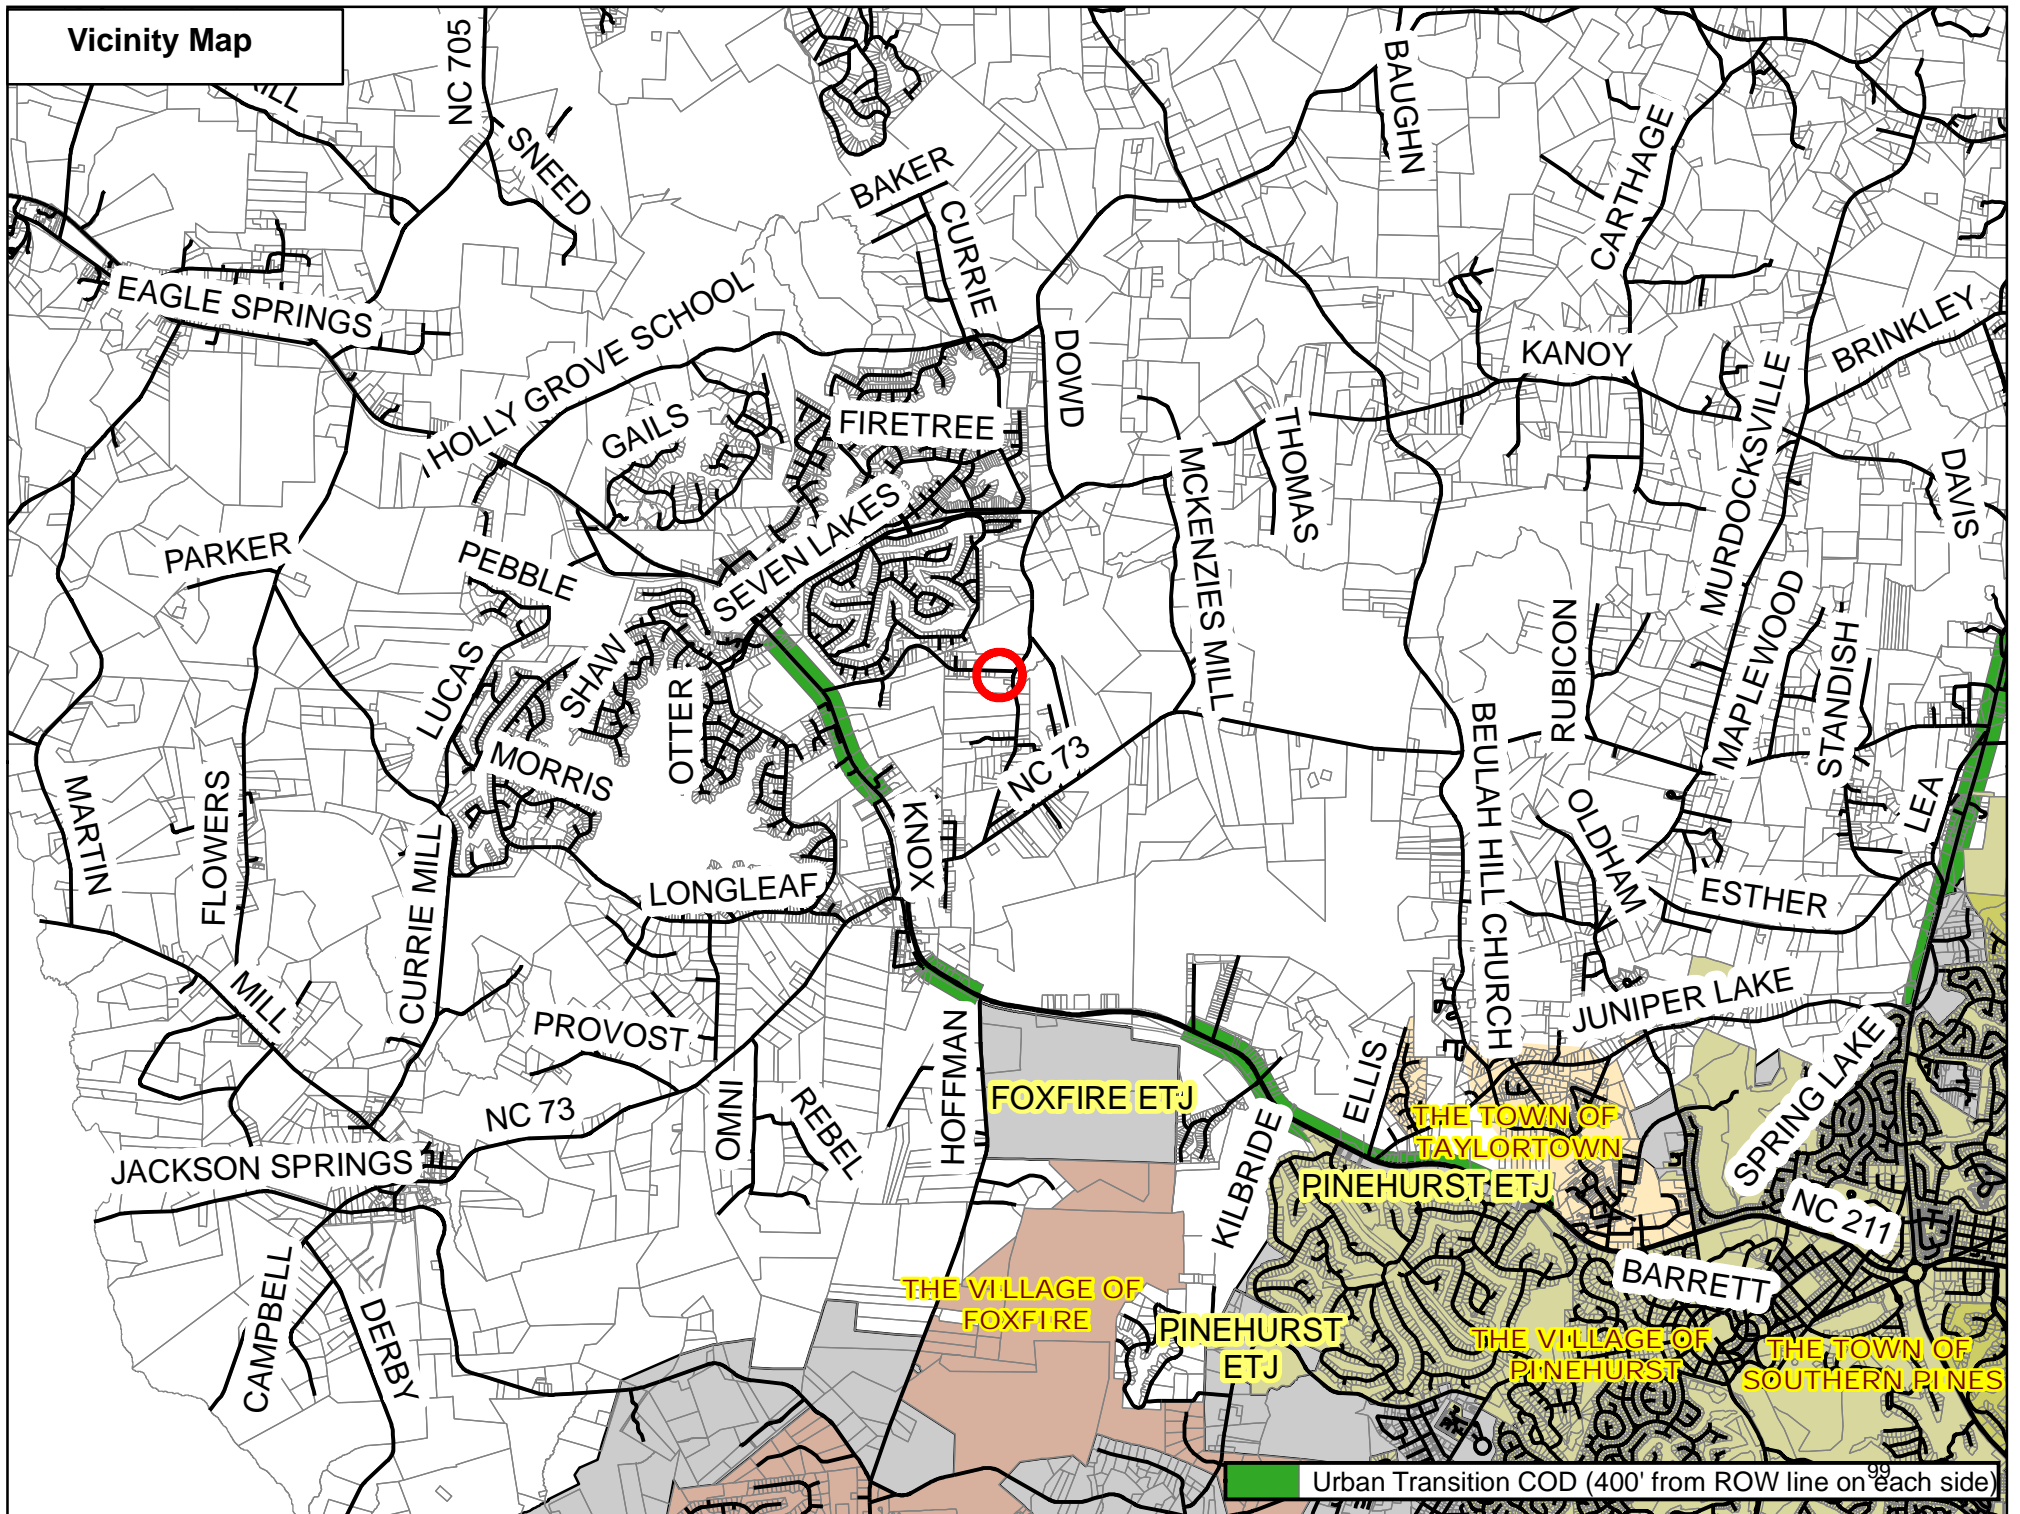 Vicinity Map
NC 705
SNEED
BAUGHN
CARTHAGE
BAKER
CURRIE
EAGLE SPRINGS
HOLLY GROVE SCHOOL
DOWD
KANOY
MURDOCKSVILLE
BRINKLEY
GAILS
FIRETREE
MCKENZIES MILL
THOMAS
DAVIS
PARKER
PEBBLE
SEVEN LAKES
LUCAS
SHAW
OTTER
MORRIS
RUBICON
MAPLEWOOD
STANDISH
MARTIN
FLOWERS
CURRIE MILL
LONGLEAF
KNOX
NC 73
BEULAH HILL CHURCH
OLDHAM
ESTHER
LEA
MILL
PROVOST
HOFFMAN
JUNIPER LAKE
SPRING LAKE
NC 73
OMNI
REBEL
FOXFIRE ETJ
KILBRIDE
ELLIS
THE TOWN OF
TAYLORTOWN
JACKSON SPRINGS
PINEHURST ETJ
NC 211
BARRETT
CAMPBELL
DERBY
THE VILLAGE OF
FOXFIRE
PINEHURST
ETJ
THE VILLAGE OF
PINEHURST
THE TOWN OF
SOUTHERN PINES
Urban Transition COD (400' from ROW line on each side)
99